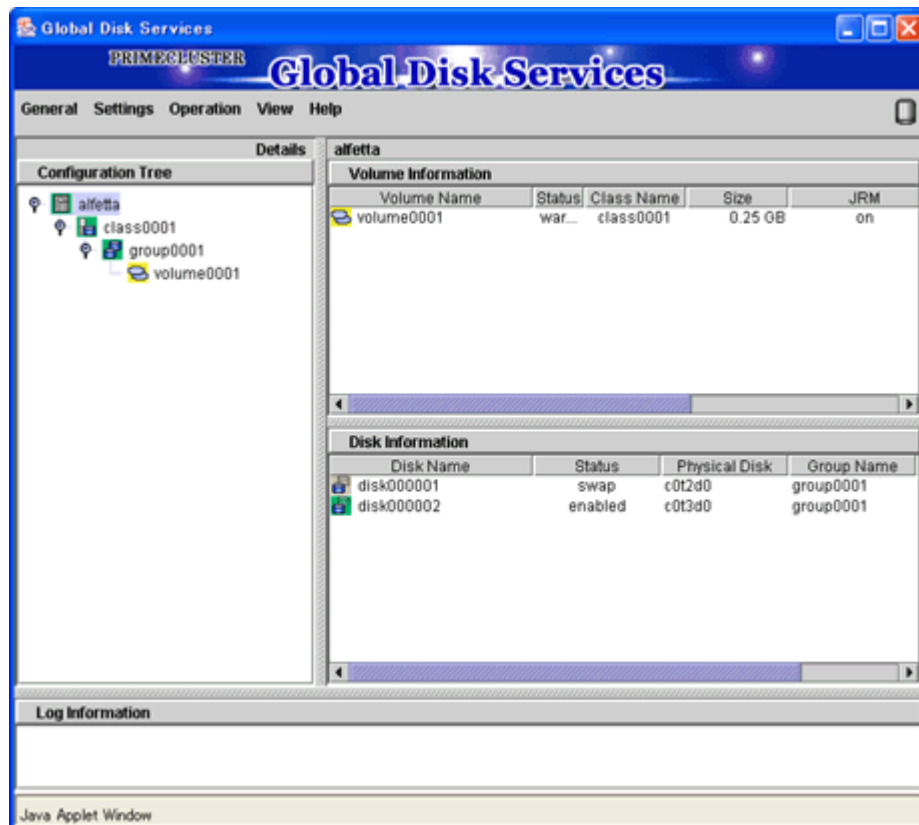 Global Disk Services
PRIMECLUSTER
Global Disk Services
General Settings Operation View Help
Details
Configuration Tree
alfetta
class0001
group0001
volume0001
alfetta
Volume Information
Volume Name Status Class Name Size JRM
volume0001 war... class0001 0.25 GB on
Disk Information
Disk Name Status Physical Disk Group Name
disk000001 swap c0t2d0 group0001
disk000002 enabled c0t3d0 group0001
Log Information
Java Applet Window